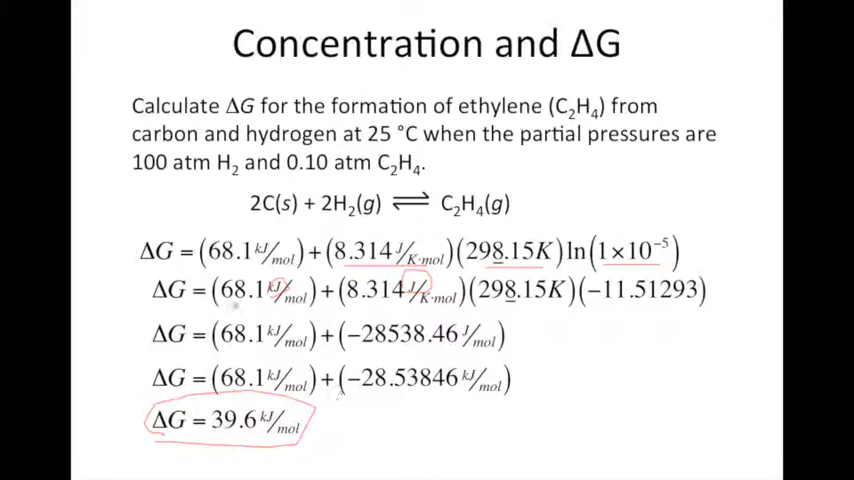 Concentration and ΔG
Calculate ΔG for the formation of ethylene (C₂H₄) from
carbon and hydrogen at 25 °C when the partial pressures are
100 atm H₂ and 0.10 atm C₂H₄.
2C(s) + 2H₂(g) ⇌ C₂H₄(g)
ΔG = (68.1 kJ/mol) + (8.314 J/K·mol)(298.15K) ln(1×10⁻⁵)
ΔG = (68.1 kJ/mol) + (8.314 J/K·mol)(298.15K)(−11.51293)
ΔG = (68.1 kJ/mol) + (−28538.46 J/mol)
ΔG = (68.1 kJ/mol) + (−28.53846 kJ/mol)
ΔG = 39.6 kJ/mol